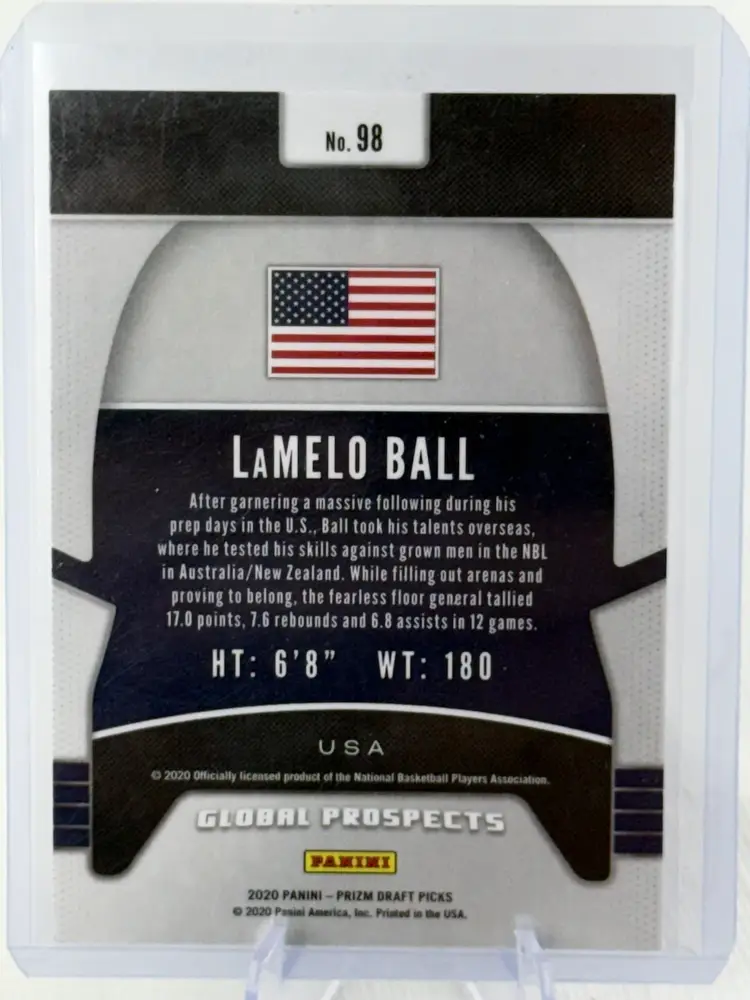 No. 98
LAMELO BALL
After garnering a massive following during his
prep days in the U.S., Ball took his talents overseas,
where he tested his skills against grown men in the NBL
in Australia/New Zealand. While filling out arenas and
proving to belong, the fearless floor general tallied
17.0 points, 7.6 rebounds and 6.8 assists in 12 games.
HT: 6'8" WT: 180
USA
© 2020 Officially licensed product of the National Basketball Players Association.
GLOBAL PROSPECTS
PANINI
2020 PANINI – PRIZM DRAFT PICKS
© 2020 Panini America, Inc. Printed in the USA.